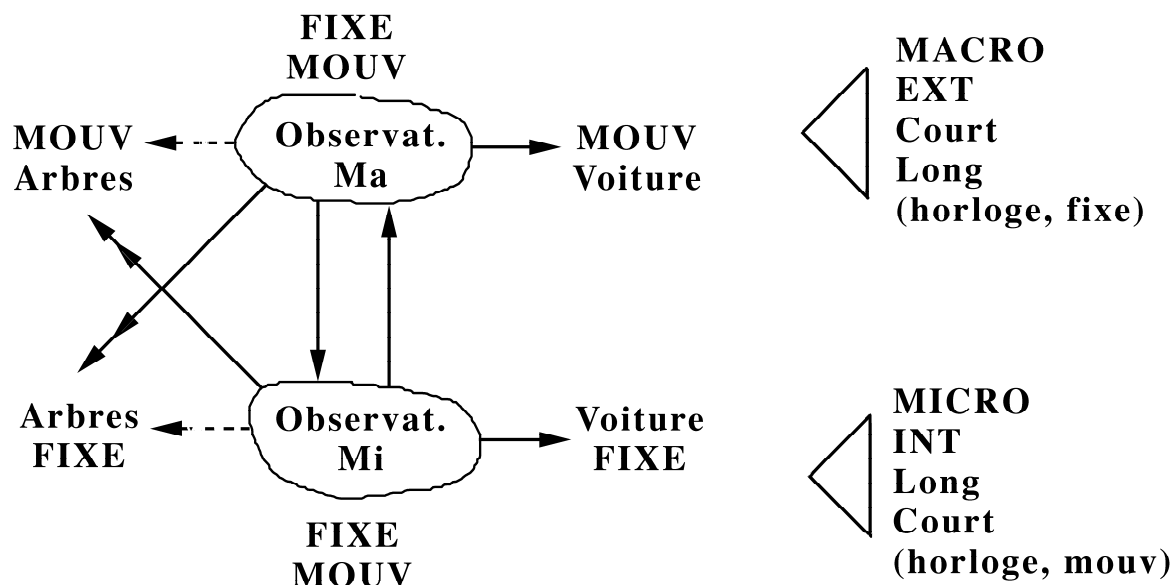 FIXE
MOUV
MOUV
Arbres
Observat.
Ma
MOUV
Voiture
MACRO
EXT
Court
Long
(horloge, fixe)
Arbres
FIXE
Observat.
Mi
Voiture
FIXE
FIXE
MOUV
MICRO
INT
Long
Court
(horloge, mouv)